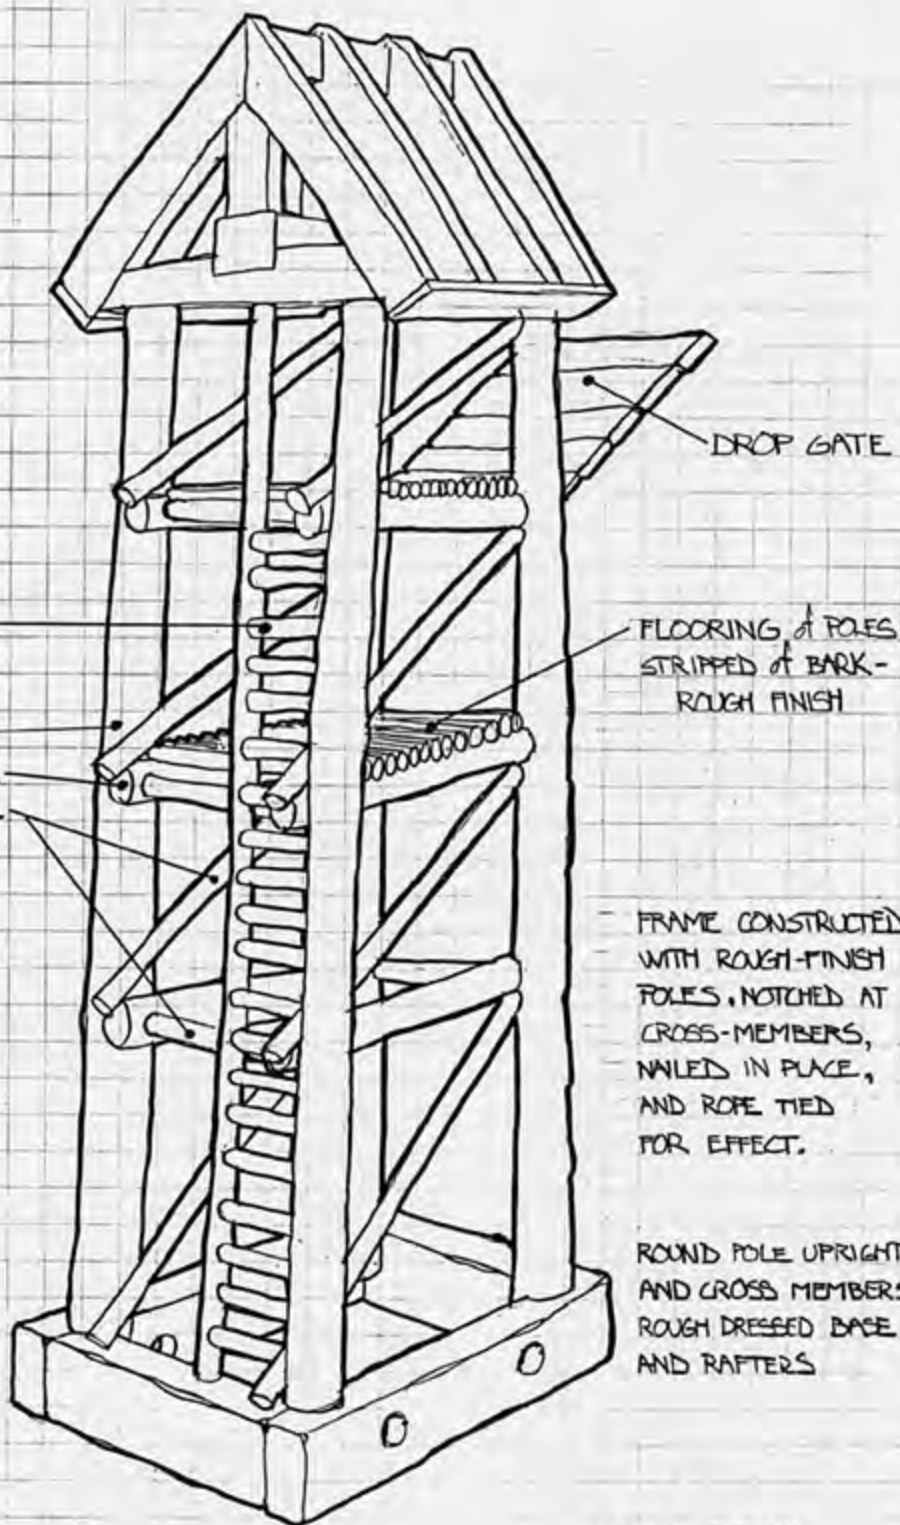 DROP GATE
FLOORING of POLES
STRIPPED of BARK-
ROUGH FINISH
FRAME CONSTRUCTED
WITH ROUGH-FINISH
POLES, NOTCHED AT
CROSS-MEMBERS,
NAILED IN PLACE,
AND ROPE TIED
FOR EFFECT.
ROUND POLE UPRIGHT
AND CROSS MEMBERS
ROUGH DRESSED BASE
AND RAFTERS